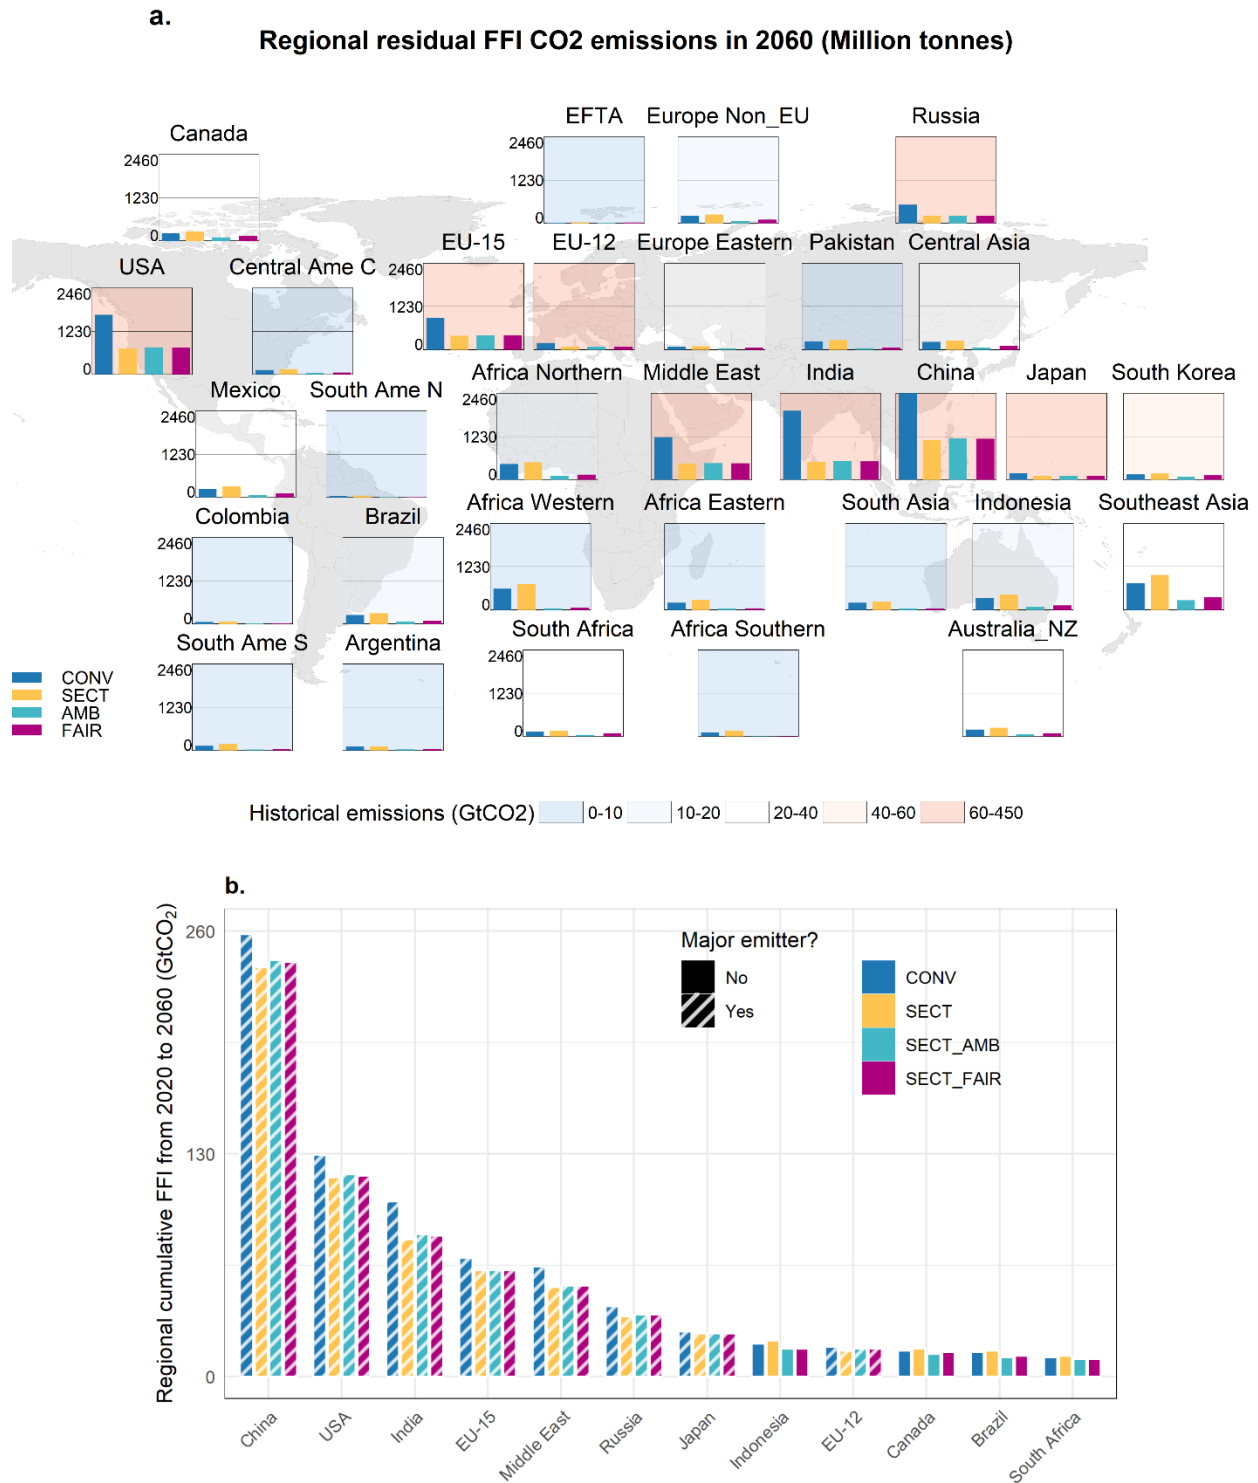 a.
Regional residual FFI CO2 emissions in 2060 (Million tonnes)
EFTA Europe Non_EU Russia
Canada
2460
1230
0
2460
1230
0
EU-15 EU-12 Europe Eastern Pakistan Central Asia
USA Central Ame C
2460
1230
0
2460
1230
0
Africa Northern Middle East India China Japan South Korea
Mexico South Ame N
2460
1230
0
2460
1230
0
Africa Western Africa Eastern South Asia Indonesia Southeast Asia
Colombia Brazil
2460
1230
0
2460
1230
0
South Africa Africa Southern Australia_NZ
South Ame S Argentina
2460
1230
0
2460
1230
0
CONV
SECT
AMB
FAIR
Historical emissions (GtCO2) 0-10 10-20 20-40 40-60 60-450
b.
Regional cumulative FFI from 2020 to 2060 (GtCO₂)
260
130
0
Major emitter?
No
Yes
CONV
SECT
SECT_AMB
SECT_FAIR
China
USA
India
EU-15
Middle East
Russia
Japan
Indonesia
EU-12
Canada
Brazil
South Africa